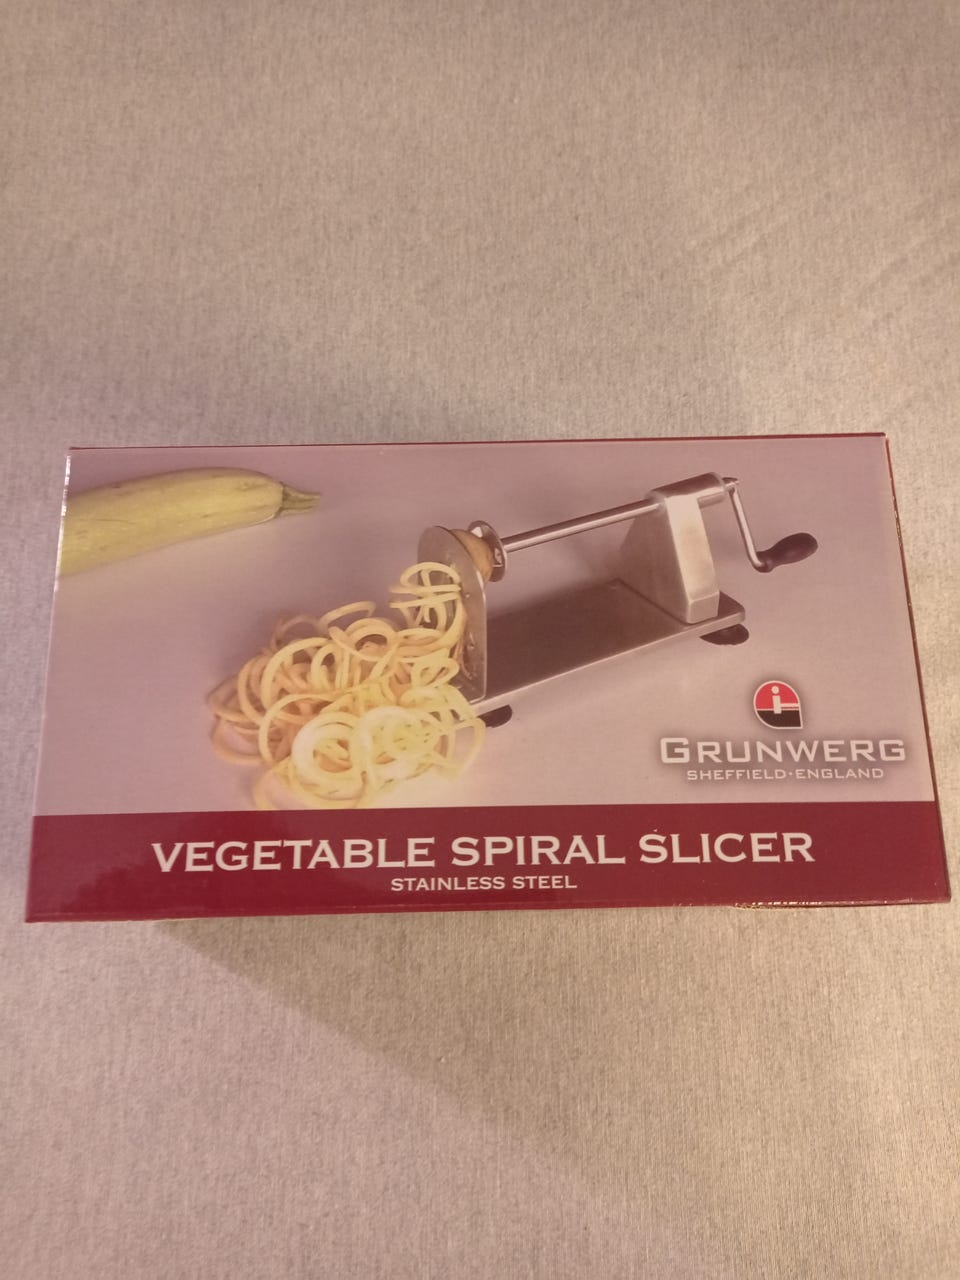 GRUNWERG
SHEFFIELD·ENGLAND
VEGETABLE SPIRAL SLICER
STAINLESS STEEL